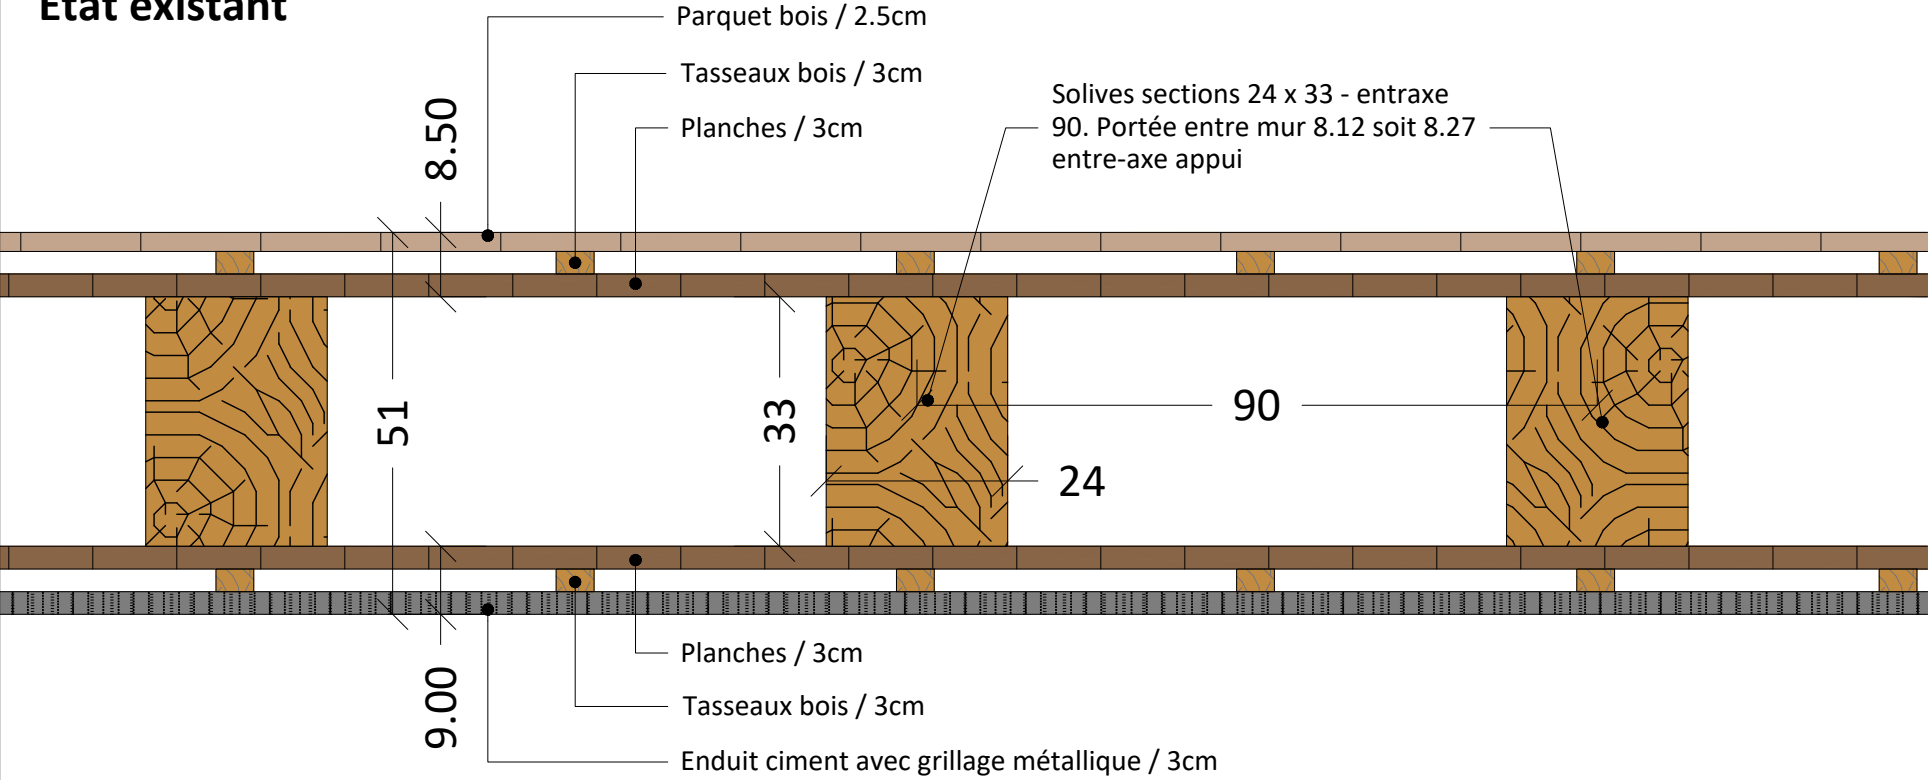 Etat existant
Parquet bois / 2.5cm
Tasseaux bois / 3cm
Planches / 3cm
Solives sections 24 x 33 - entraxe
90. Portée entre mur 8.12 soit 8.27
entre-axe appui
8.50
51
33
90
24
9.00
Planches / 3cm
Tasseaux bois / 3cm
Enduit ciment avec grillage métallique / 3cm